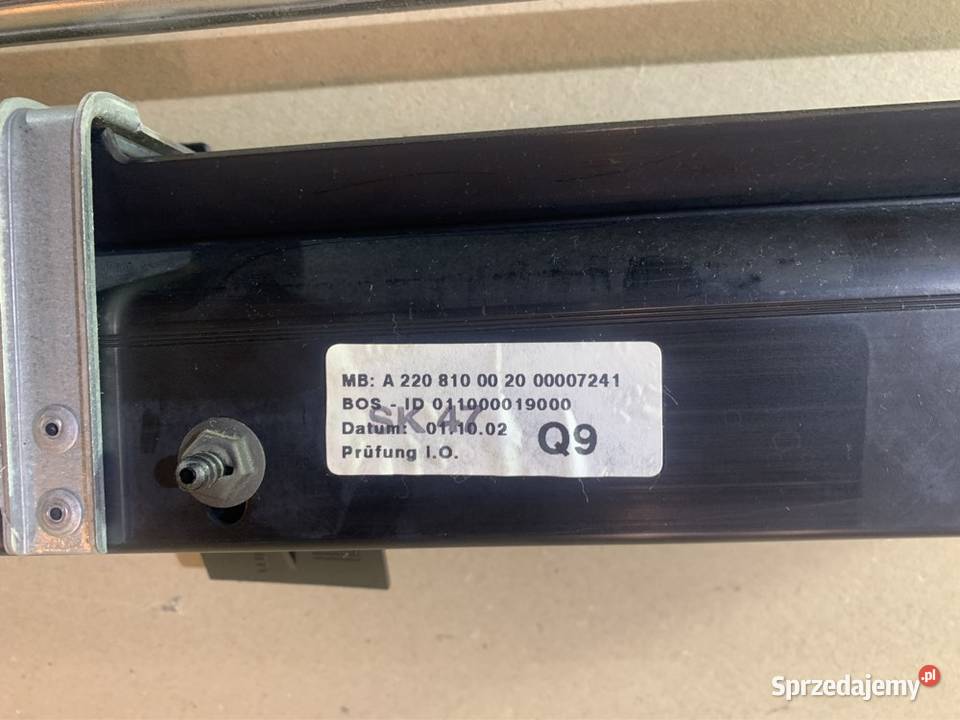 MB: A 220 810 00 20 00007241
BOS - ID 011000019000
SK 47
Datum: 01.10.02
Q9
Prüfung I.O.
Sprzedajemy.pl